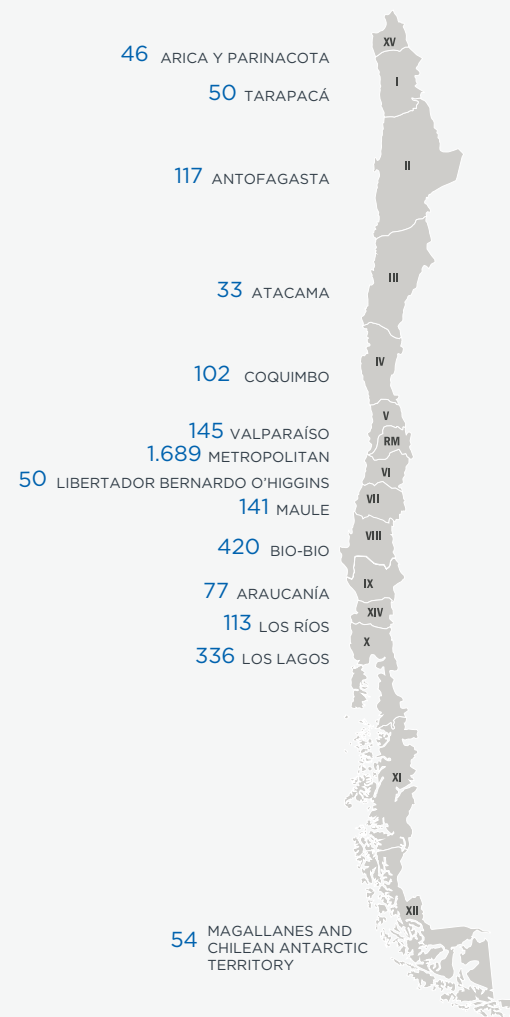 XV
46 ARICA Y PARINACOTA
I
50 TARAPACÁ
II
117 ANTOFAGASTA
III
33 ATACAMA
IV
102 COQUIMBO
V
145 VALPARAÍSO
RM
1.689 METROPOLITAN
VI
50 LIBERTADOR BERNARDO O’HIGGINS
VII
141 MAULE
VIII
420 BIO-BIO
IX
77 ARAUCANÍA
XIV
113 LOS RÍOS
X
336 LOS LAGOS
XI
XII
54 MAGALLANES AND
CHILEAN ANTARCTIC
TERRITORY